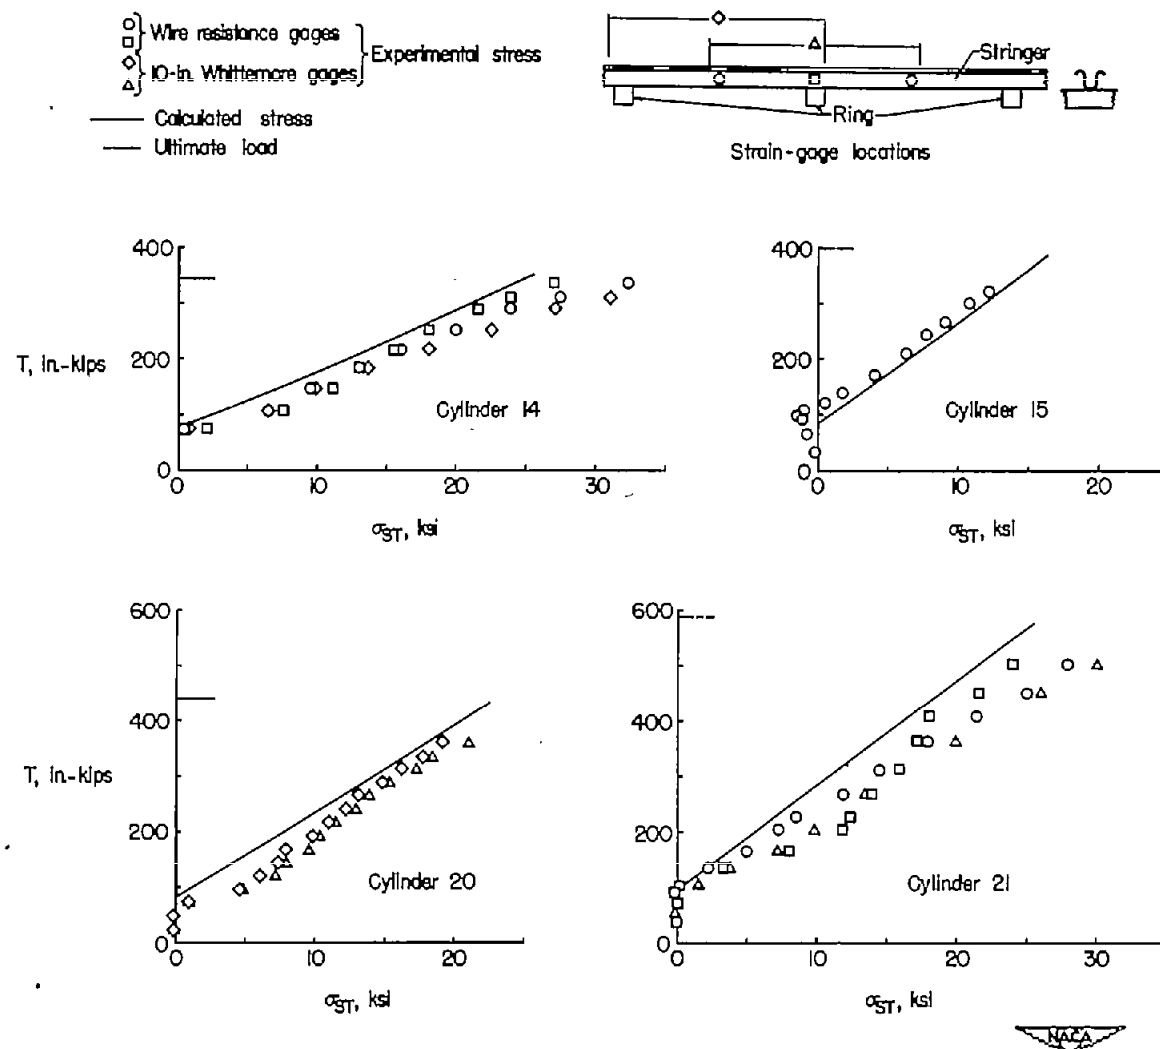 Wire resistance gages
10-in. Whittemore gages
Experimental stress
Calculated stress
Ultimate load
Stringer
Ring
Strain-gage locations
400
200
0
T, in.-kips
0 10 20 30
σST, ksi
Cylinder 14
400
200
0
0 10 20
σST, ksi
Cylinder 15
600
400
200
0
T, in.-kips
0 10 20
σST, ksi
Cylinder 20
600
400
200
0
0 10 20 30
σST, ksi
Cylinder 21
NACA